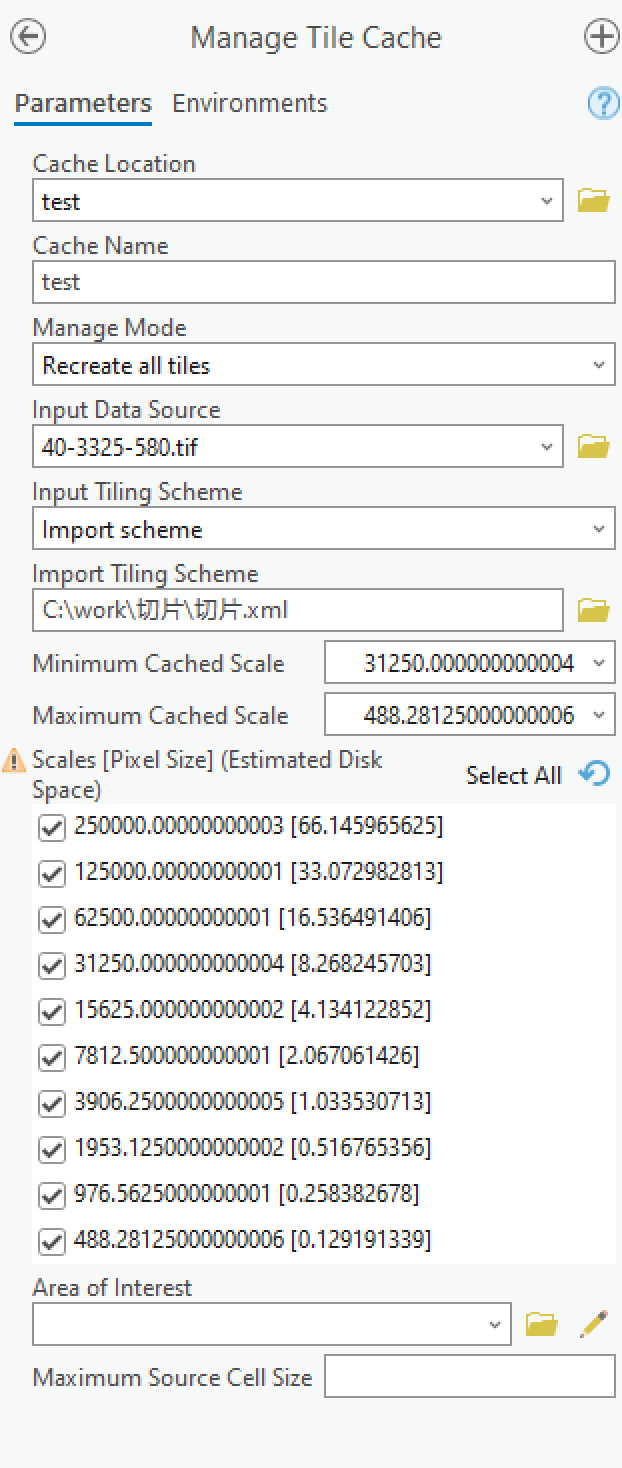 Manage Tile Cache
Parameters Environments
Cache Location
test
Cache Name
test
Manage Mode
Recreate all tiles
Input Data Source
40-3325-580.tif
Input Tiling Scheme
Import scheme
Import Tiling Scheme
C:\work\切片\切片.xml
Minimum Cached Scale 31250.000000000004
Maximum Cached Scale 488.28125000000006
Scales [Pixel Size] (Estimated Disk
Space)
Select All
250000.00000000003 [66.145965625]
125000.00000000001 [33.072982813]
62500.00000000001 [16.536491406]
31250.000000000004 [8.268245703]
15625.000000000002 [4.134122852]
7812.500000000001 [2.067061426]
3906.2500000000005 [1.033530713]
1953.1250000000002 [0.516765356]
976.5625000000001 [0.258382678]
488.28125000000006 [0.129191339]
Area of Interest
Maximum Source Cell Size